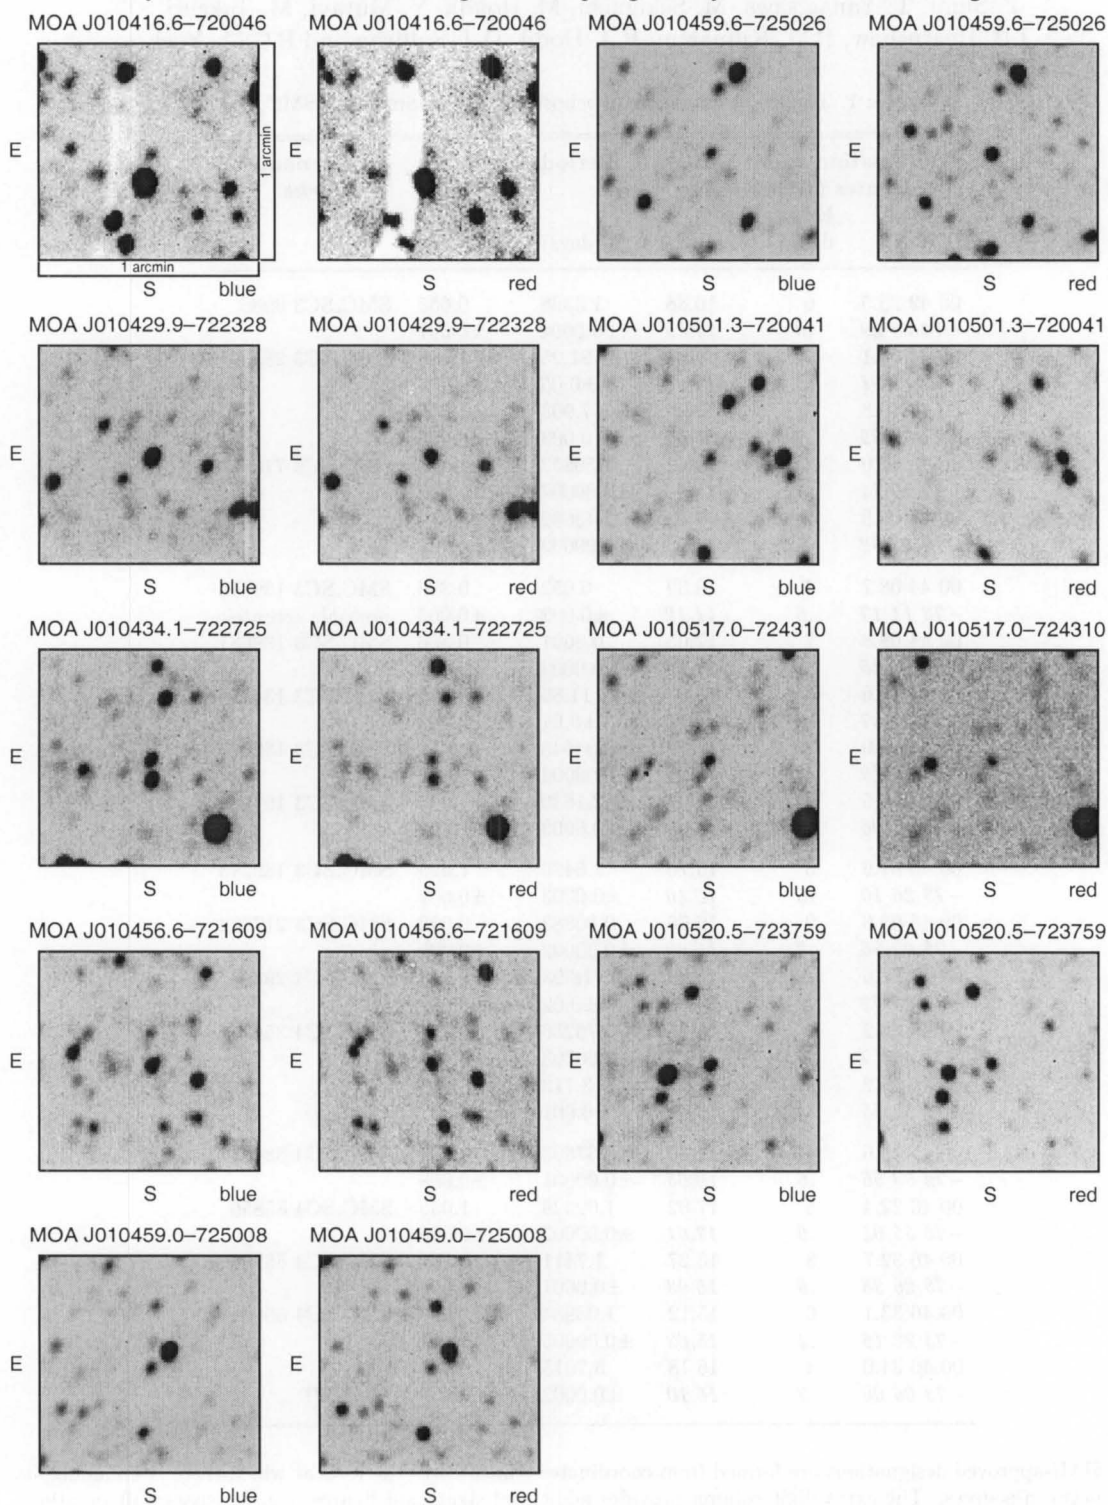 MOA J010416.6–720046 MOA J010416.6–720046 MOA J010459.6–725026 MOA J010459.6–725026
E 1 arcmin E E E
1 arcmin
S blue S red S blue S red
MOA J010429.9–722328 MOA J010429.9–722328 MOA J010501.3–720041 MOA J010501.3–720041
E E E E
S blue S red S blue S red
MOA J010434.1–722725 MOA J010434.1–722725 MOA J010517.0–724310 MOA J010517.0–724310
E E E E
S blue S red S blue S red
MOA J010456.6–721609 MOA J010456.6–721609 MOA J010520.5–723759 MOA J010520.5–723759
E E E E
S blue S red S blue S red
MOA J010459.0–725008 MOA J010459.0–725008
E E
S blue S red